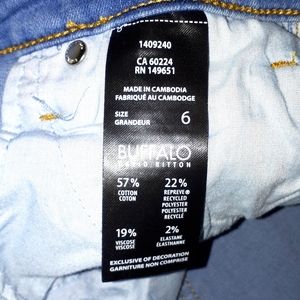 1409240
CA 60224
RN 149651
MADE IN CAMBODIA
FABRIQUÉ AU CAMBODGE
SIZE
GRANDEUR 6
BUFFALO
DAVID BITTON
57% 22%
COTTON REPREVE®
COTON RECYCLED
POLYESTER
POLYESTER
RECYCLÉ
19% 2%
VISCOSE ELASTANE
VISCOSE ÉLASTHANNE
EXCLUSIVE OF DECORATION
GARNITURE NON COMPRISE